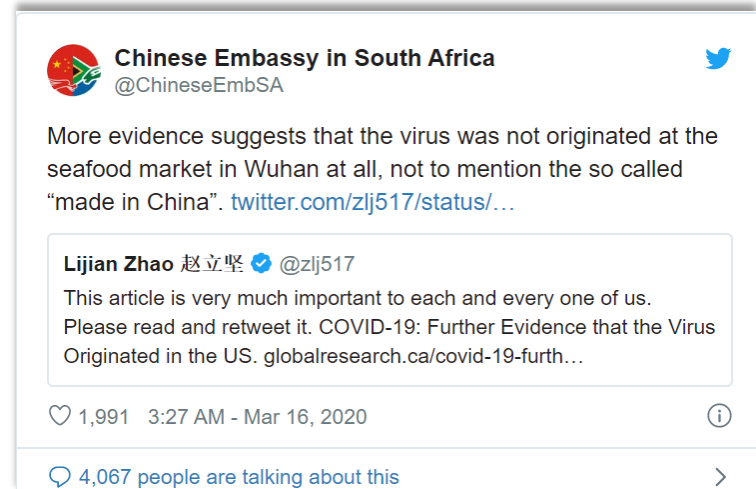 Chinese Embassy in South Africa
@ChineseEmbSA
More evidence suggests that the virus was not originated at the
seafood market in Wuhan at all, not to mention the so called
“made in China”. twitter.com/zlj517/status/…
Lijian Zhao 赵立坚 @zlj517
This article is very much important to each and every one of us.
Please read and retweet it. COVID-19: Further Evidence that the Virus
Originated in the US. globalresearch.ca/covid-19-furth…
1,991 3:27 AM - Mar 16, 2020
4,067 people are talking about this